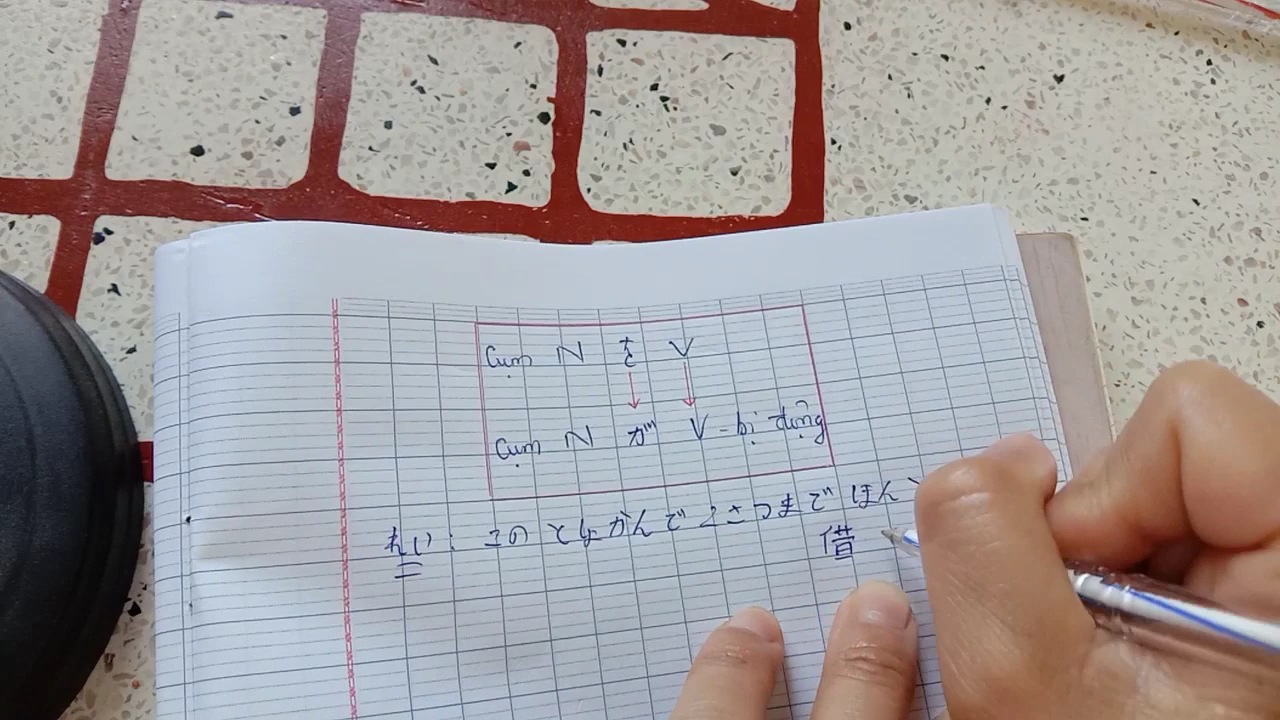 Cụm N を V
Cụm N が V - bị động
れい : このとしょかんで くさつまで ほん
借